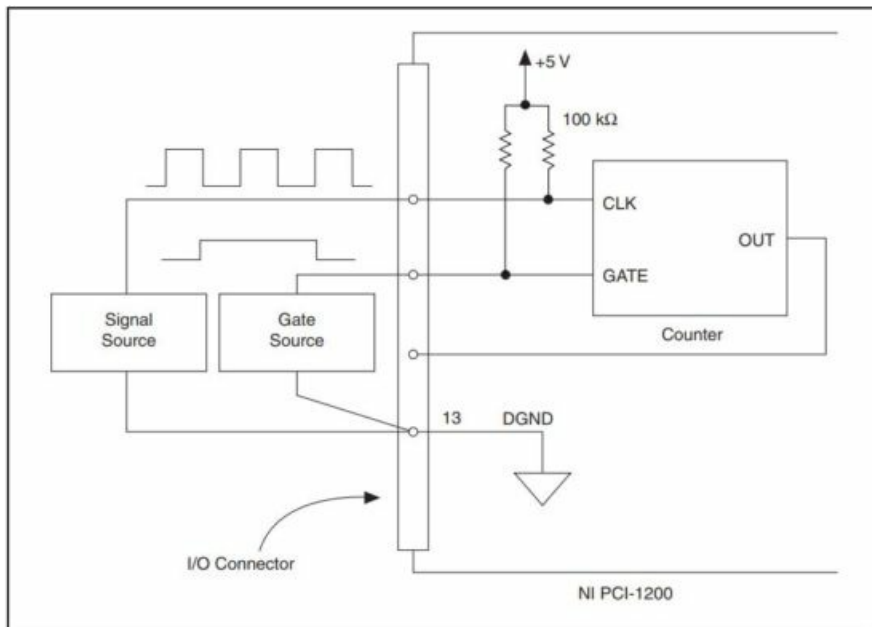 +5 V
100 kΩ
CLK
OUT
GATE
Signal
Source
Gate
Source
Counter
13 DGND
I/O Connector
NI PCI-1200